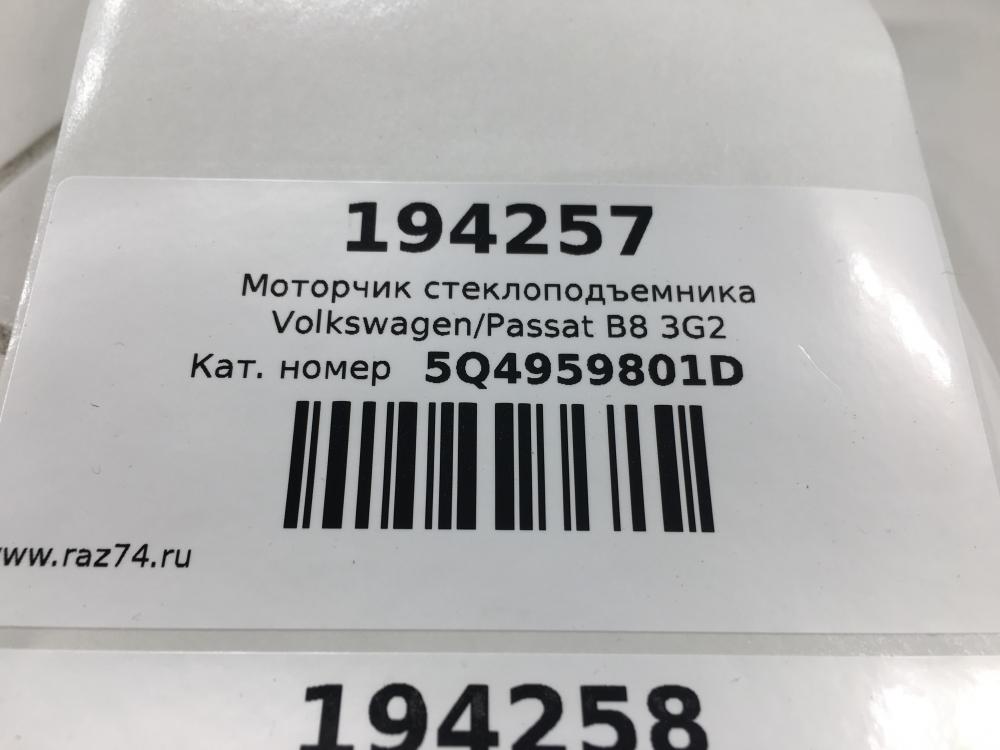 194257
Моторчик стеклоподъемника
Volkswagen/Passat B8 3G2
Кат. номер 5Q4959801D
www.raz74.ru
194258